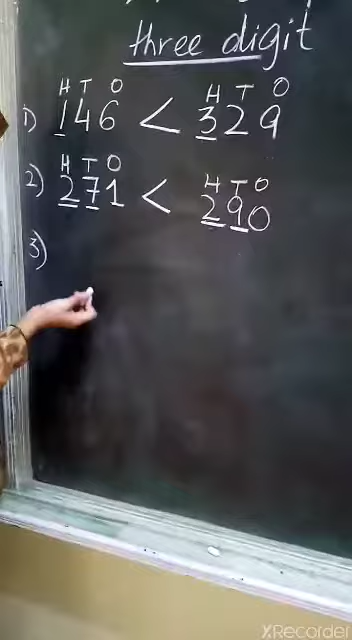 three digit
H T O H T O
1) 146 < 329
H T O H T O
2) 271 < 290
3)
XRecorder